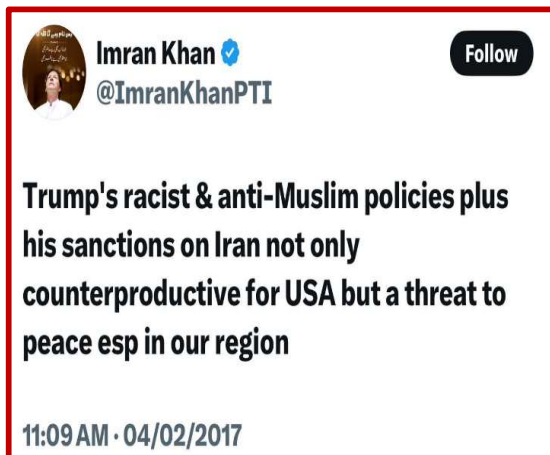 Imran Khan
Follow
@ImranKhanPTI
Trump's racist & anti-Muslim policies plus
his sanctions on Iran not only
counterproductive for USA but a threat to
peace esp in our region
11:09 AM · 04/02/2017